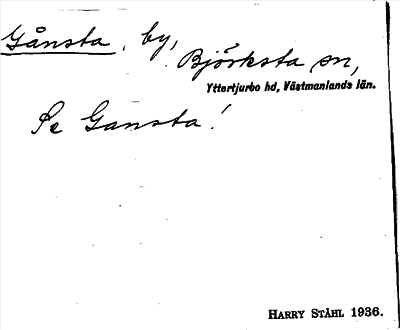 Gånsta, by,
Björksta sn,
Yttertjurbo hd, Västmanlands län.
Se Gansta!
HARRY STÅHL 1936.